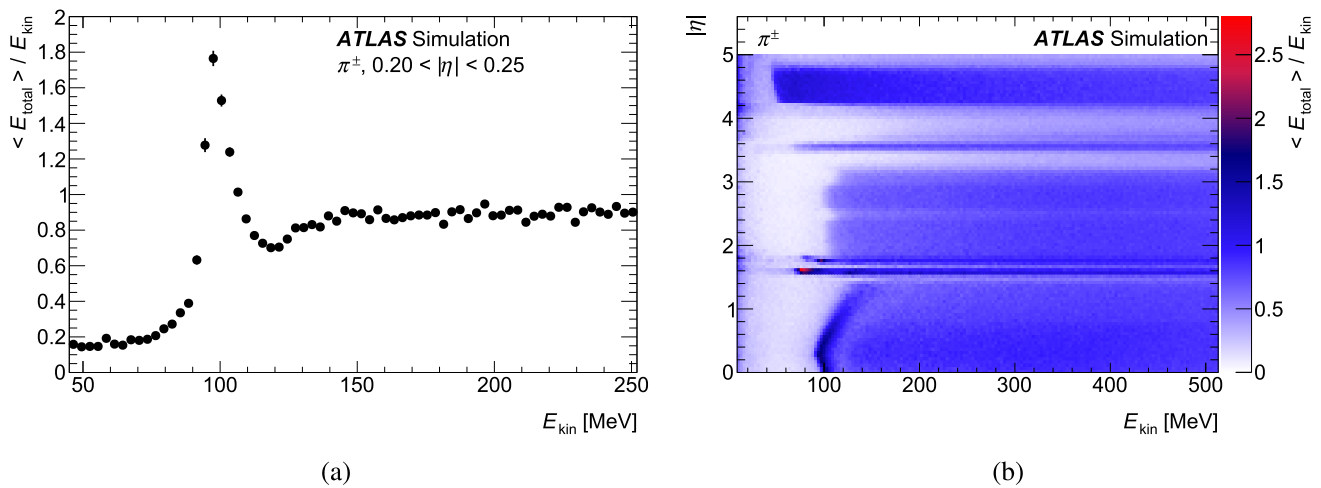 < E_total > / E_kin
2
1.8
1.6
1.4
1.2
1
0.8
0.6
0.4
0.2
0
ATLAS Simulation
π±, 0.20 < |η| < 0.25
50 100 150 200 250
E_kin [MeV]
(a)
|η|
π± ATLAS Simulation
5
4
3
2
1
0
100 200 300 400 500
E_kin [MeV]
2.5
2
1.5
1
0.5
0
< E_total > / E_kin
(b)